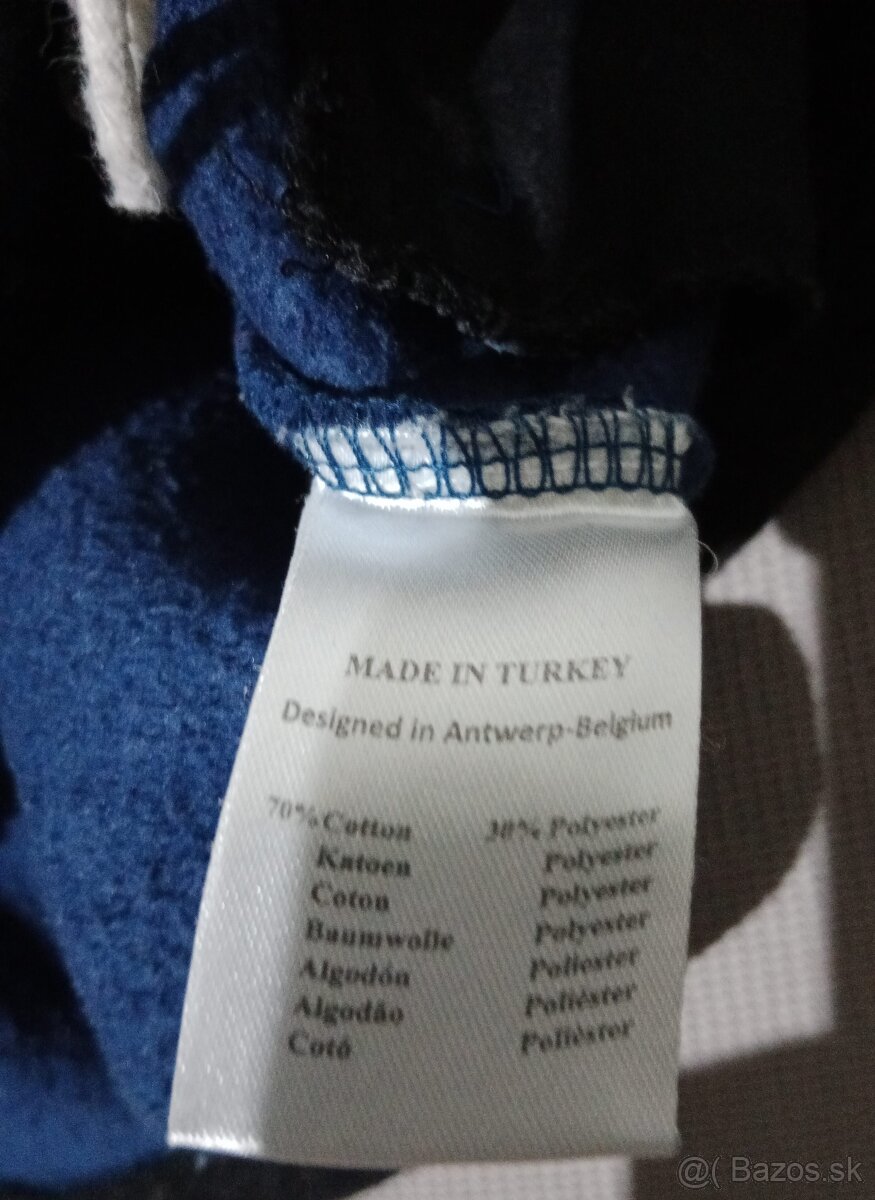 MADE IN TURKEY
Designed in Antwerp-Belgium
70% Cotton 30% Polyester
Katoen Polyester
Coton Polyester
Baumwolle Polyester
Algodón Poliester
Algodão Poliéster
Cotó Polièster
@( Bazos.sk